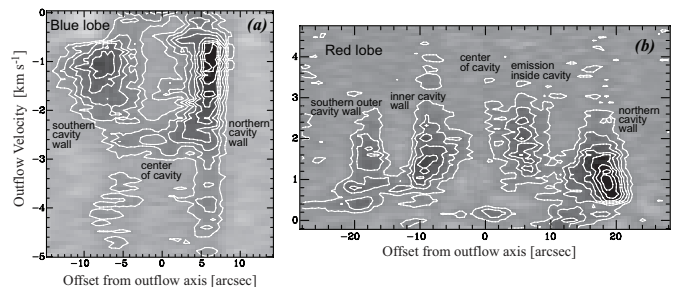 Blue lobe
(a)
0
-1
-2
-3
-4
-5
Outflow Velocity [km s-1]
southern
cavity
wall
northern
cavity
wall
center
of cavity
-10
-5
0
5
10
Offset from outflow axis [arcsec]
Red lobe
(b)
center
of cavity
emission
inside cavity
southern outer
cavity wall
inner cavity
wall
northern
cavity
wall
4
3
2
1
0
-20
-10
0
10
20
Offset from outflow axis [arcsec]